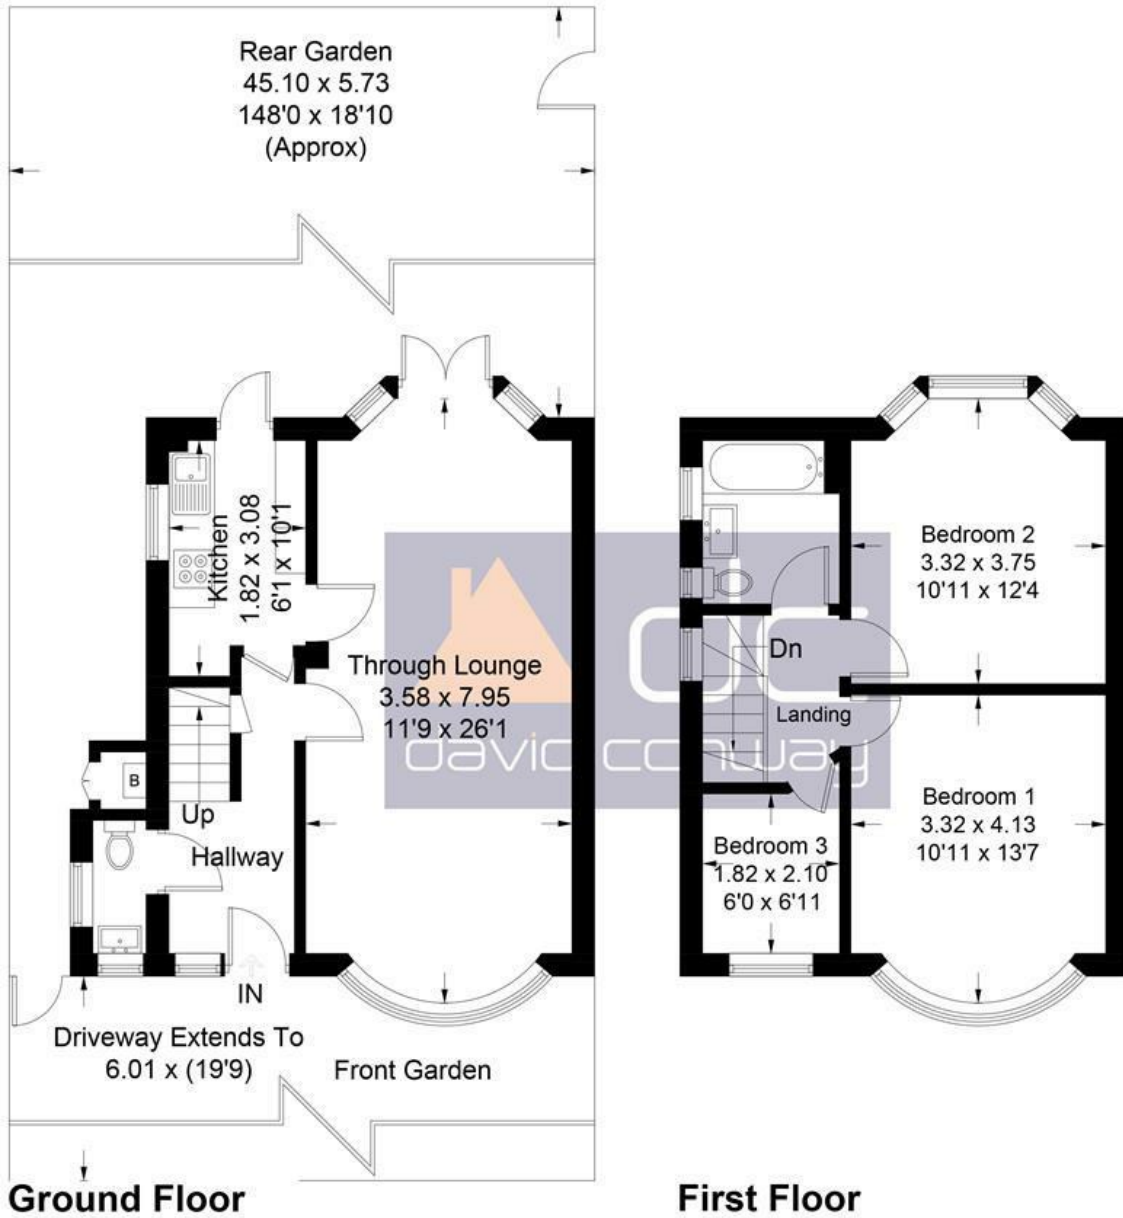 Rear Garden
45.10 x 5.73
148'0 x 18'10
(Approx)
Kitchen
1.82 x 3.08
6'1 x 10'1
Through Lounge
3.58 x 7.95
11'9 x 26'1
B
Up
Hallway
IN
Driveway Extends To
6.01 x (19'9)
Front Garden
Ground Floor
Bedroom 2
3.32 x 3.75
10'11 x 12'4
Dn
Landing
Bedroom 1
3.32 x 4.13
10'11 x 13'7
Bedroom 3
1.82 x 2.10
6'0 x 6'11
First Floor
dc
david conway